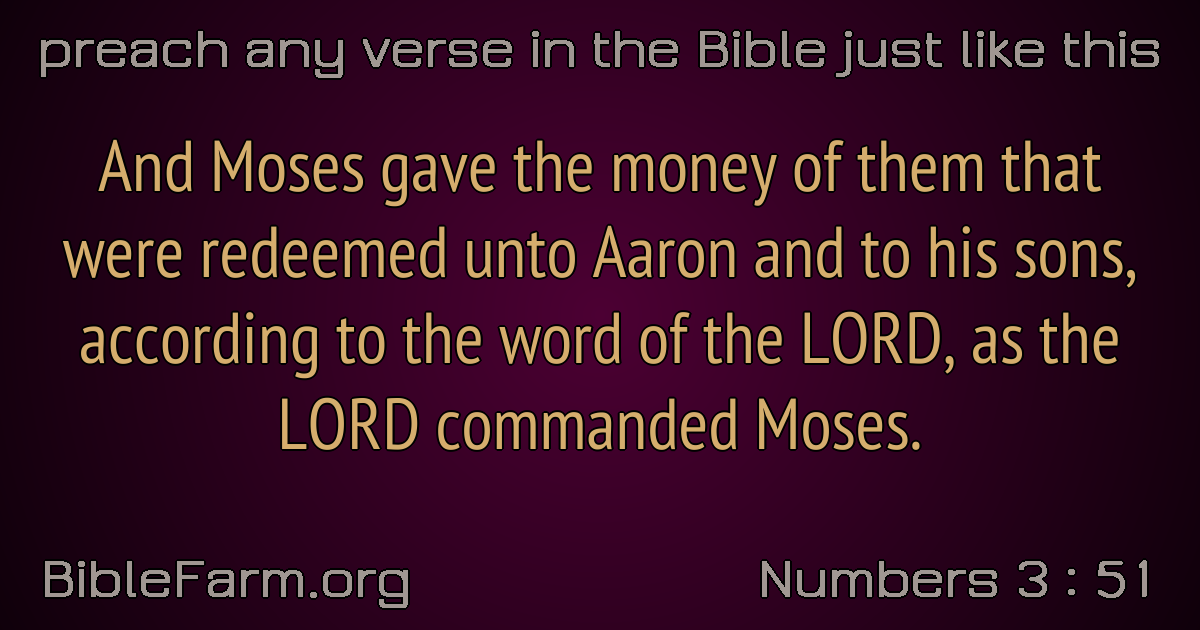 preach any verse in the Bible just like this
And Moses gave the money of them that
were redeemed unto Aaron and to his sons,
according to the word of the LORD, as the
LORD commanded Moses.
BibleFarm.org
Numbers 3 : 51